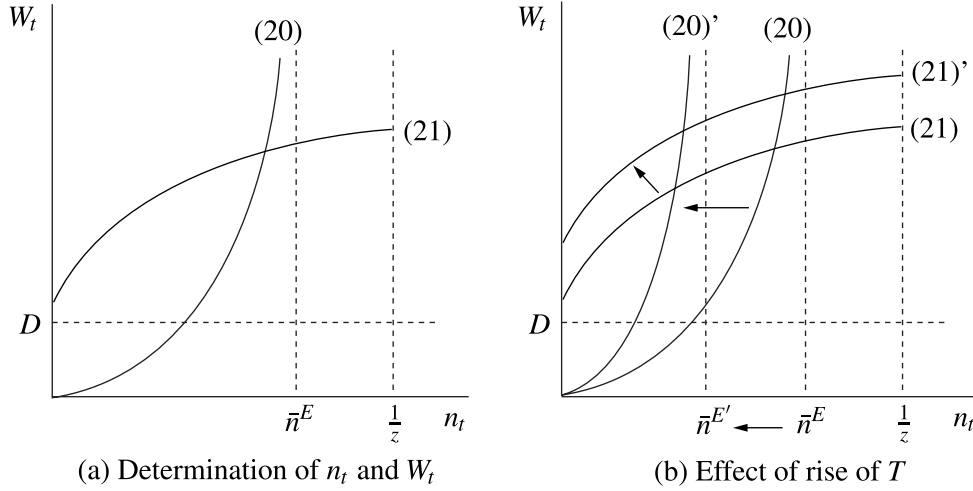 W_t
(20)
(21)
D
n̄^E
1/z
n_t
(a) Determination of n_t and W_t
W_t
(20)’
(20)
(21)’
(21)
D
n̄^E′
n̄^E
1/z
n_t
(b) Effect of rise of T